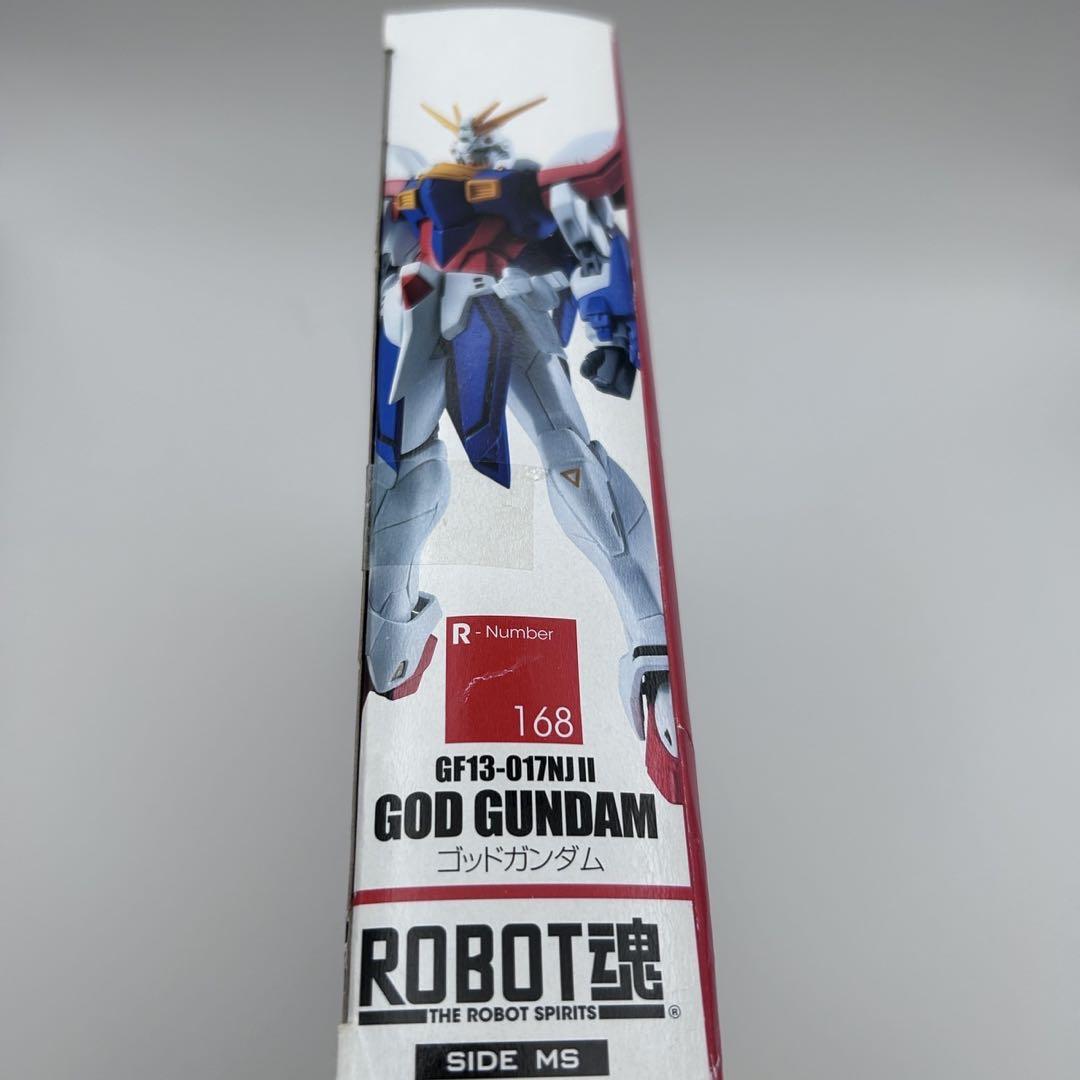 R - Number
168
GF13-017NJ II
GOD GUNDAM
ゴッドガンダム
ROBOT魂
THE ROBOT SPIRITS ®
SIDE MS